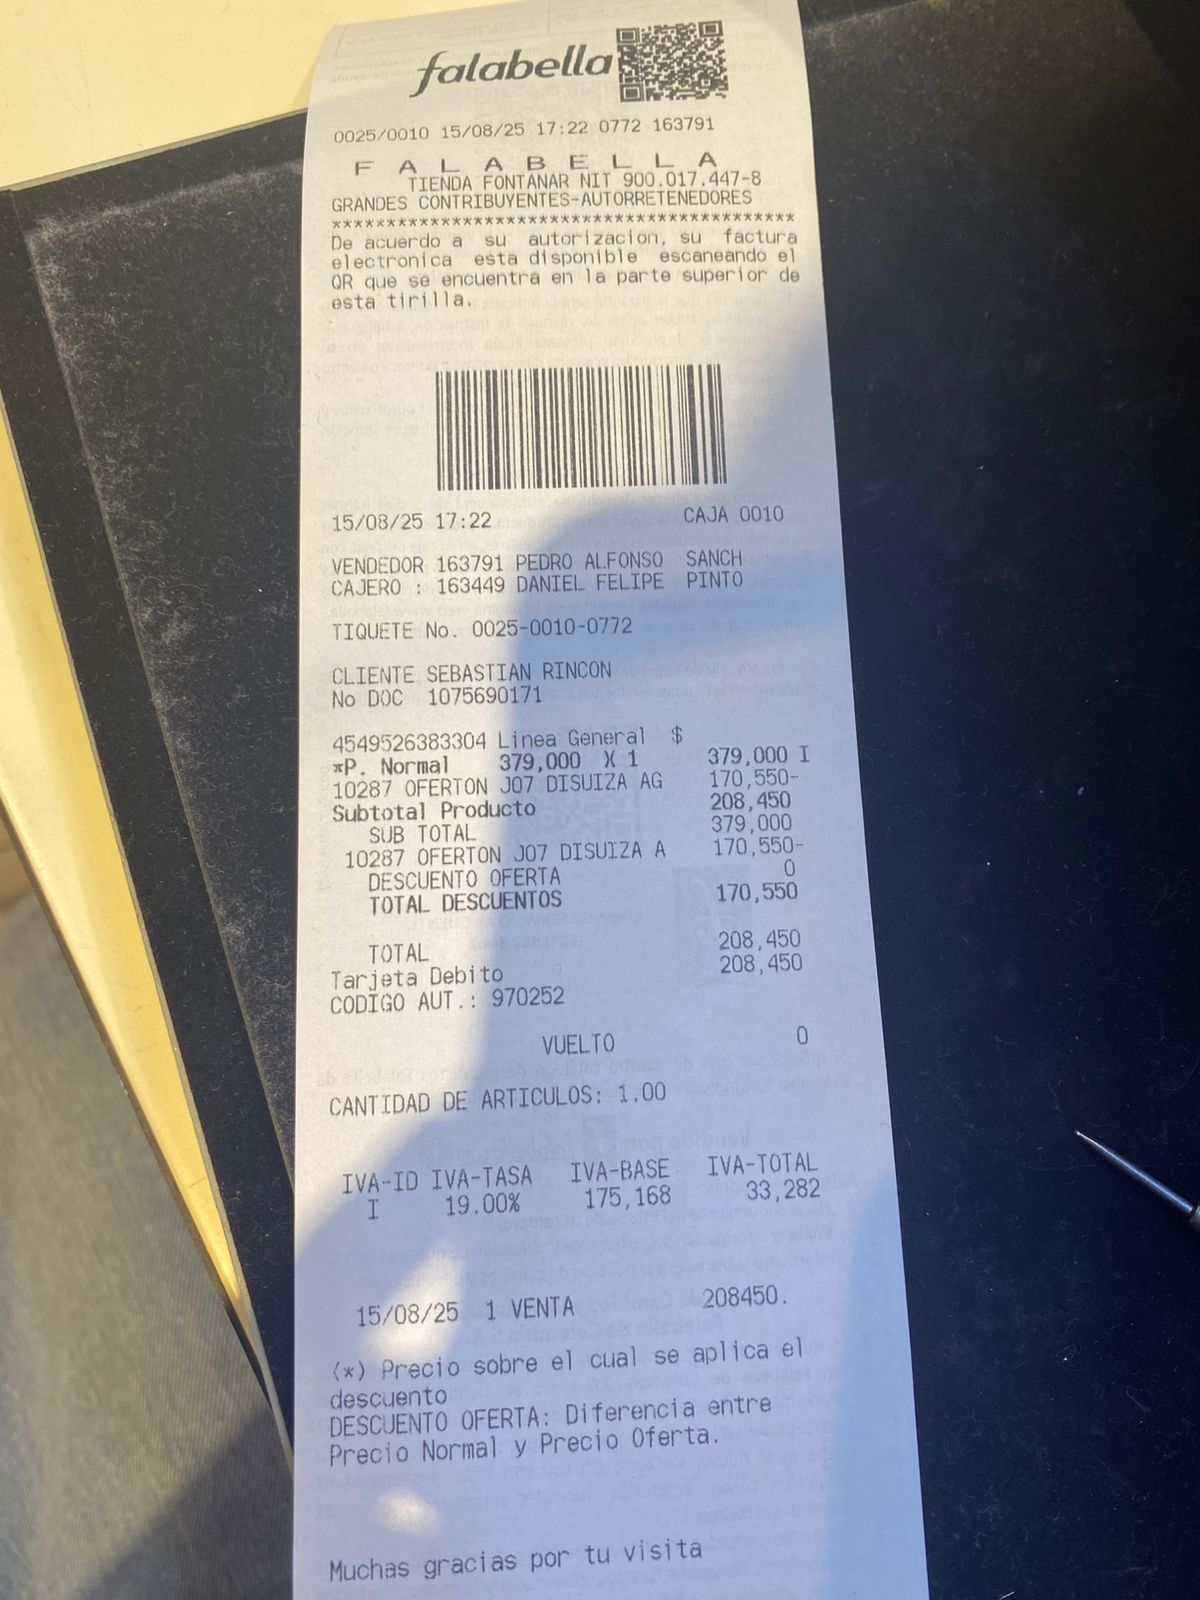 falabella
0025/0010 15/08/25 17:22 0772 163791
F A L A B E L L A
TIENDA FONTANAR NIT 900.017.447-8
GRANDES CONTRIBUYENTES-AUTORRETENEDORES
******************************************
De acuerdo a su autorizacion, su factura
electronica esta disponible escaneando el
QR que se encuentra en la parte superior de
esta tirilla.
15/08/25 17:22 CAJA 0010
VENDEDOR 163791 PEDRO ALFONSO SANCH
CAJERO : 163449 DANIEL FELIPE PINTO
TIQUETE No. 0025-0010-0772
CLIENTE SEBASTIAN RINCON
No DOC 1075690171
4549526383304 Linea General $
*P. Normal 379,000 X 1 379,000 I
10287 OFERTON J07 DISUIZA AG 170,550-
Subtotal Producto 208,450
SUB TOTAL 379,000
10287 OFERTON J07 DISUIZA A 170,550-
DESCUENTO OFERTA 0
TOTAL DESCUENTOS 170,550
TOTAL 208,450
Tarjeta Debito 208,450
CODIGO AUT.: 970252
VUELTO 0
CANTIDAD DE ARTICULOS: 1.00
IVA-ID IVA-TASA IVA-BASE IVA-TOTAL
I 19.00% 175,168 33,282
15/08/25 1 VENTA 208450.
(*) Precio sobre el cual se aplica el
descuento
DESCUENTO OFERTA: Diferencia entre
Precio Normal y Precio Oferta.
Muchas gracias por tu visita